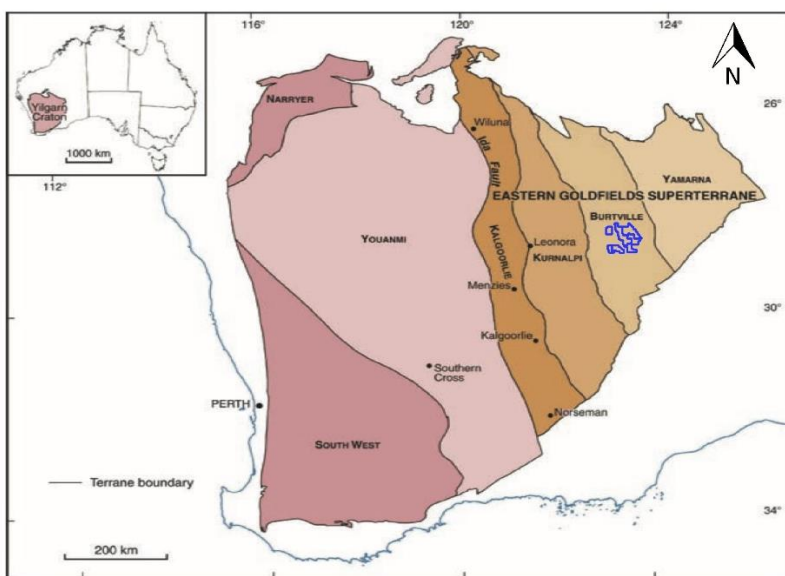 116°
120°
124°
N
Yilgarn
Craton
1000 km
NARRYER
26°
Wiluna
Ida Fault
112°
YAMARNA
EASTERN GOLDFIELDS SUPERTERRANE
BURTVILLE
YOUANMI
KALGOORLIE
Leonora
KURNALPI
Menzies
30°
Kalgoorlie
Southern
Cross
PERTH
Norseman
SOUTH WEST
Terrane boundary
34°
200 km